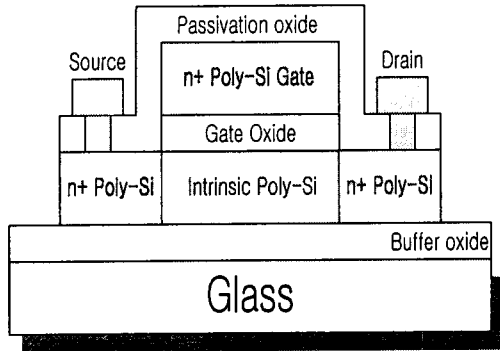 Passivation oxide
Source
Drain
n+ Poly-Si Gate
Gate Oxide
n+ Poly-Si
Intrinsic Poly-Si
n+ Poly-Si
Buffer oxide
Glass